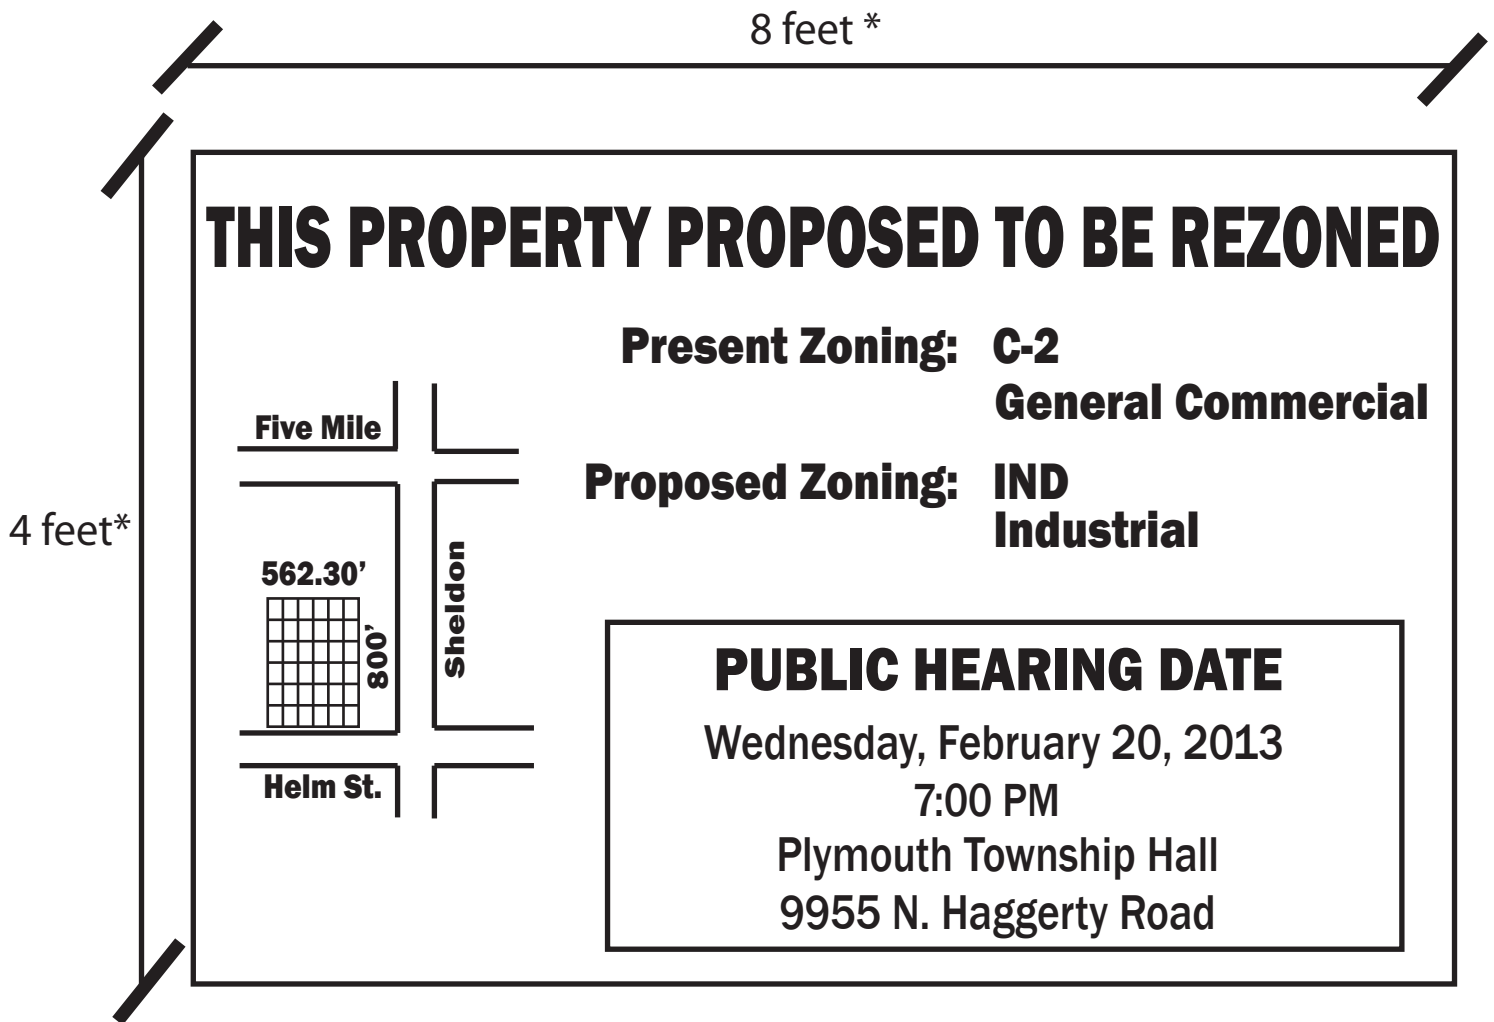 8 feet *
THIS PROPERTY PROPOSED TO BE REZONED
Present Zoning: C-2
General Commercial
Five Mile
Proposed Zoning: IND
Industrial
4 feet*
562.30’
800’
Sheldon
Helm St.
PUBLIC HEARING DATE
Wednesday, February 20, 2013
7:00 PM
Plymouth Township Hall
9955 N. Haggerty Road